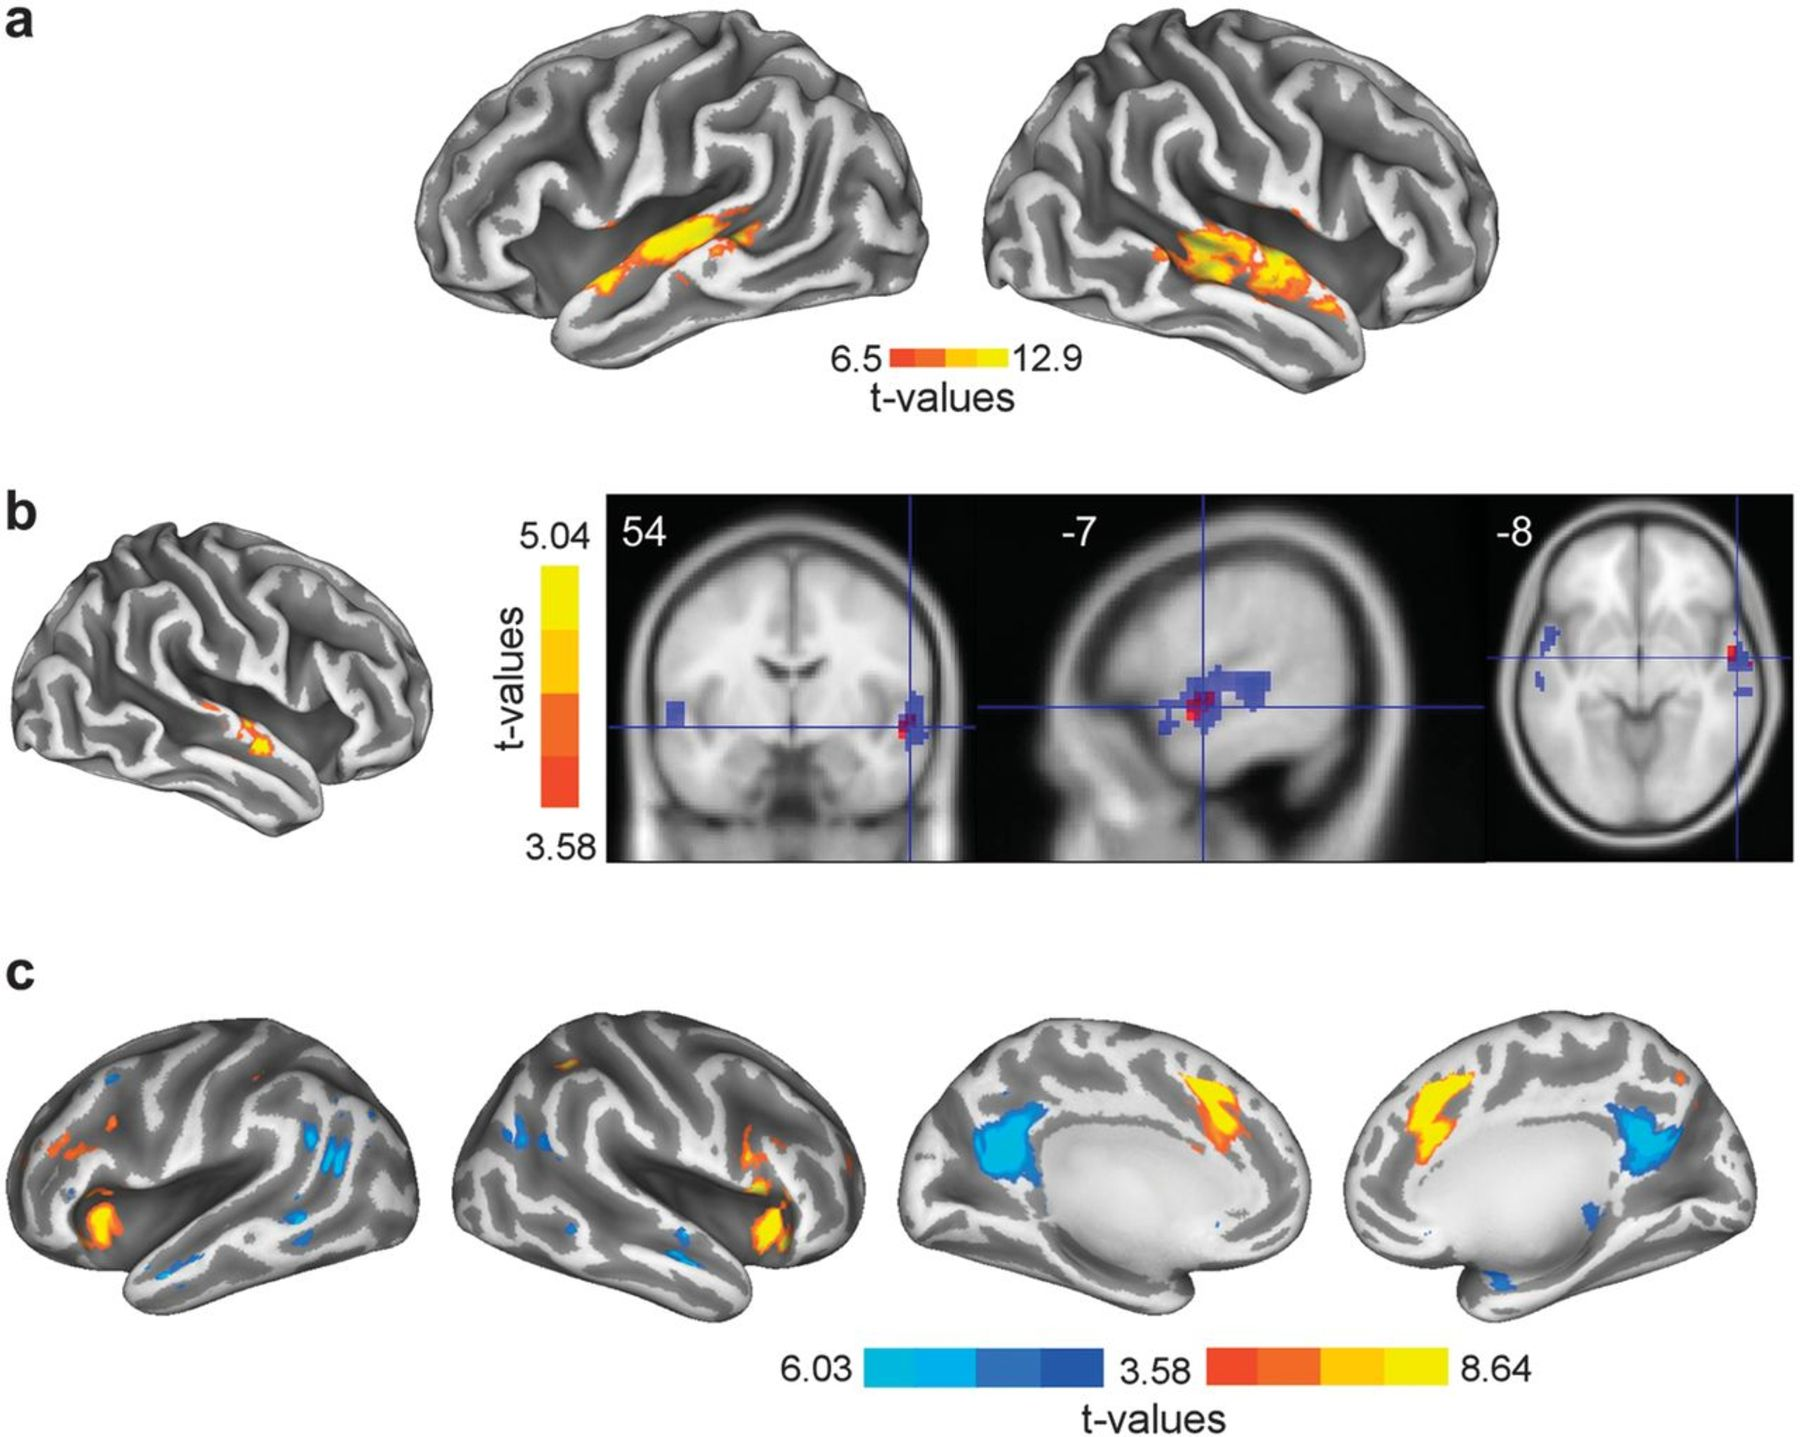 a
6.5 12.9
t-values
b
5.04
t-values
3.58
54
-7
-8
c
6.03 3.58 8.64
t-values